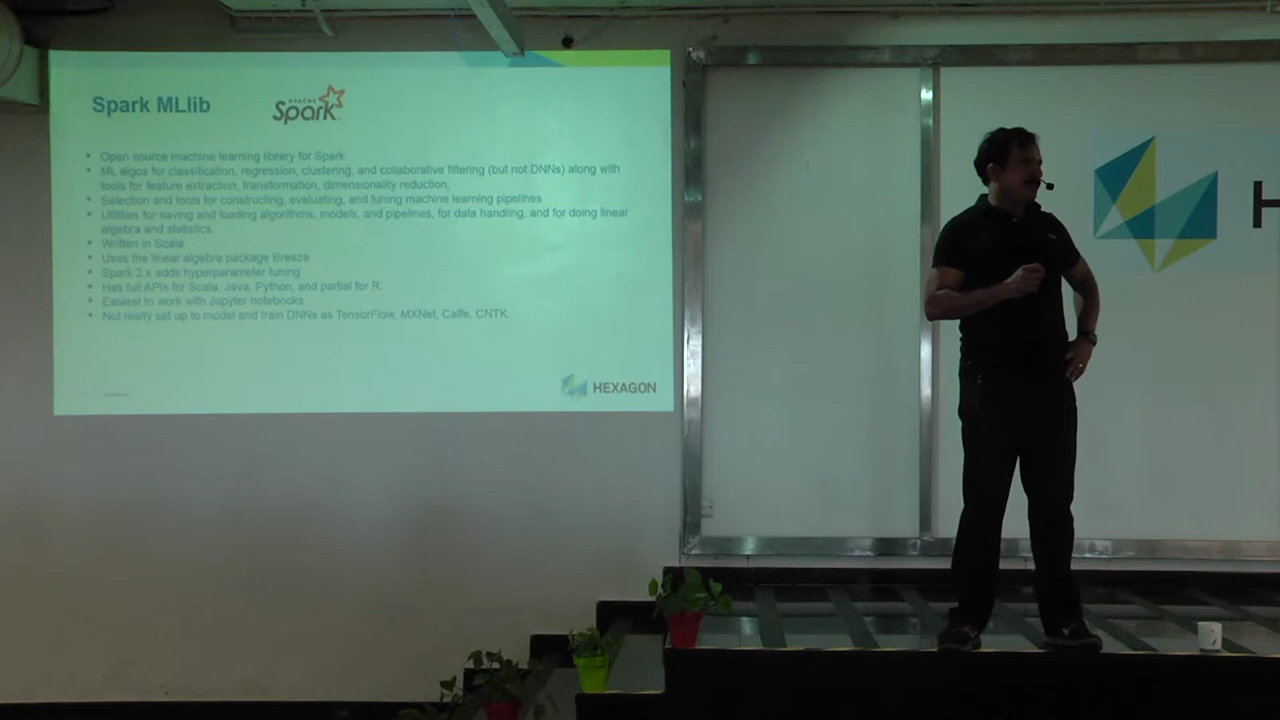 Spark MLlib
APACHE
Spark
• Open source machine learning library for Spark
• ML algos for classification, regression, clustering, and collaborative filtering (but not DNNs) along with
tools for feature extraction, transformation, dimensionality reduction,
• Selection and tools for constructing, evaluating, and tuning machine learning pipelines
• Utilities for saving and loading algorithms, models, and pipelines, for data handling, and for doing linear
algebra and statistics.
• Written in Scala
• Uses the linear algebra package Breeze
• Spark 2.x adds hyperparameter tuning
• Has full APIs for Scala, Java, Python, and partial for R.
• Easiest to work with Jupyter notebooks
• Not really set up to model and train DNNs as TensorFlow, MXNet, Caffe, CNTK.
HEXAGON
H